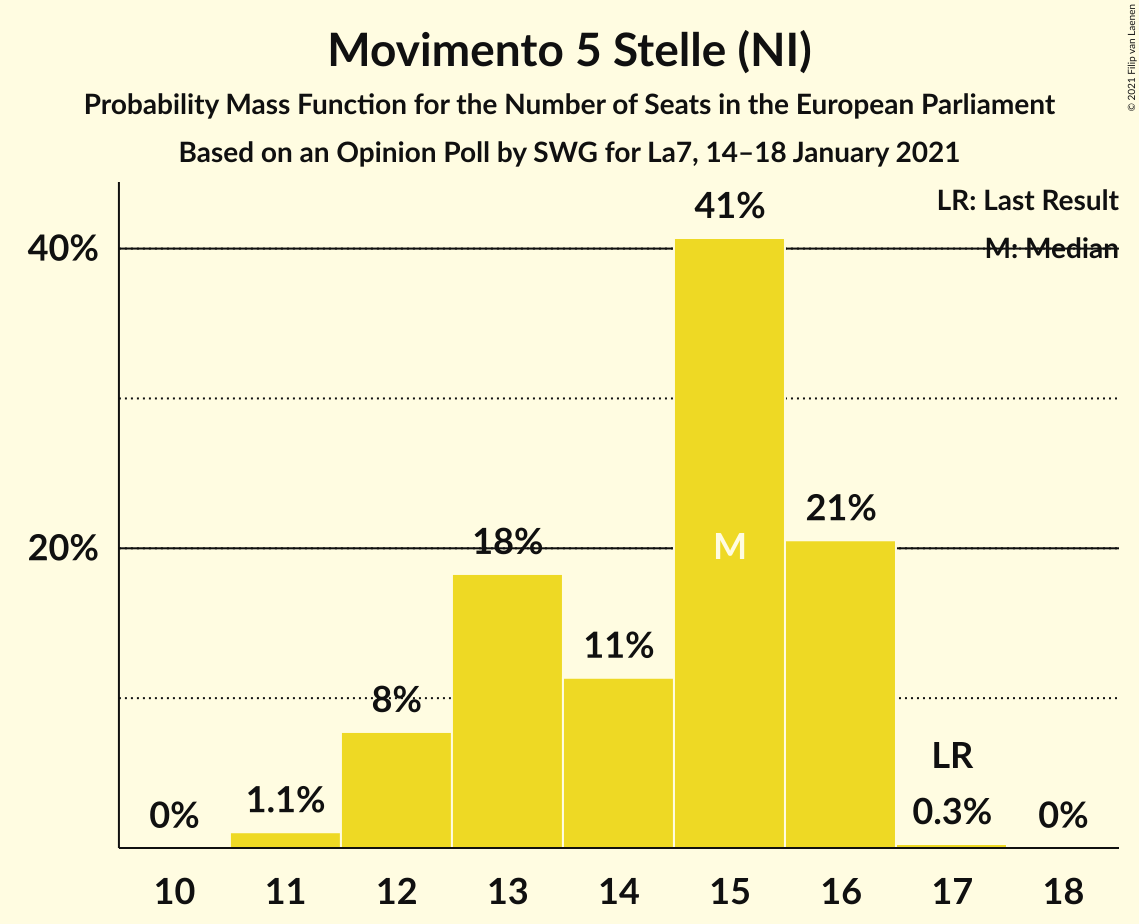 Movimento 5 Stelle (NI)
Probability Mass Function for the Number of Seats in the European Parliament
Based on an Opinion Poll by SWG for La7, 14–18 January 2021
© 2021 Filip van Laenen
LR: Last Result
M: Median
40%
20%
0%
1.1%
8%
18%
11%
41%
M
21%
LR
0.3%
0%
10 11 12 13 14 15 16 17 18